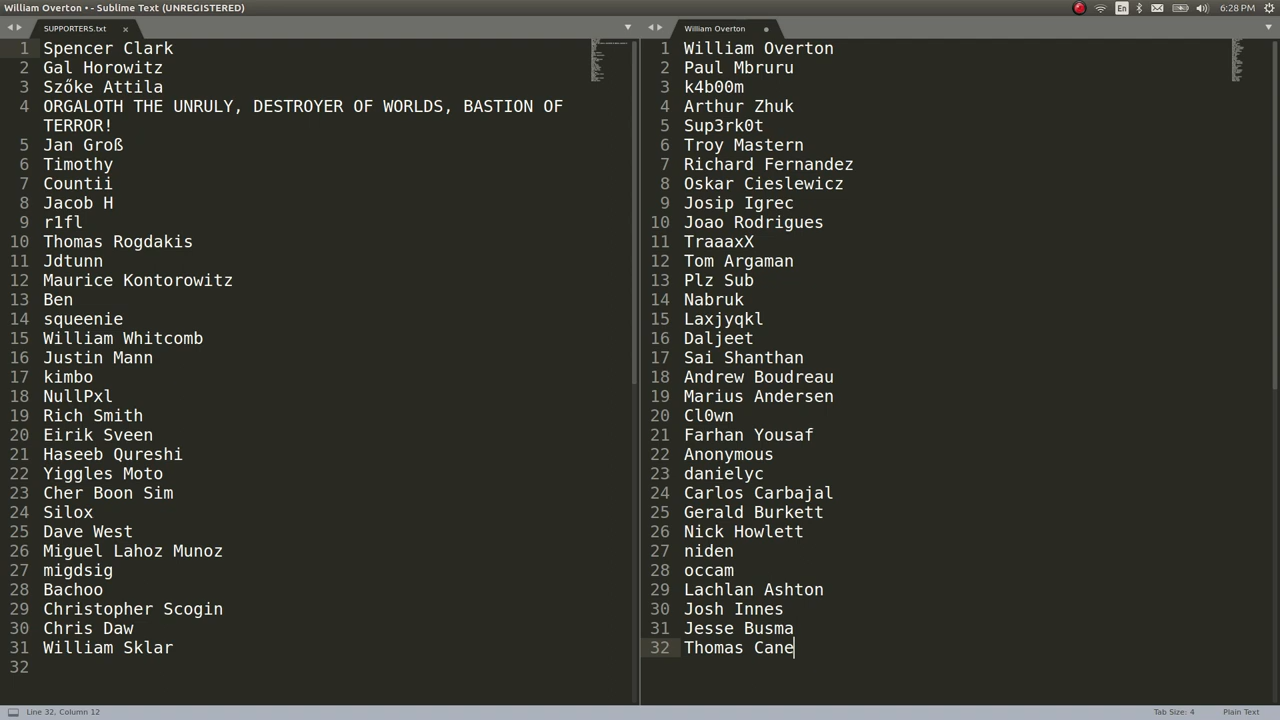 William Overton • - Sublime Text (UNREGISTERED)
En
6:28 PM
SUPPORTERS.txt
1 Spencer Clark
2 Gal Horowitz
3 Szőke Attila
4 ORGALOTH THE UNRULY, DESTROYER OF WORLDS, BASTION OF
TERROR!
5 Jan Groß
6 Timothy
7 Countii
8 Jacob H
9 r1fl
10 Thomas Rogdakis
11 Jdtunn
12 Maurice Kontorowitz
13 Ben
14 squeenie
15 William Whitcomb
16 Justin Mann
17 kimbo
18 NullPxl
19 Rich Smith
20 Eirik Sveen
21 Haseeb Qureshi
22 Yiggles Moto
23 Cher Boon Sim
24 Silox
25 Dave West
26 Miguel Lahoz Munoz
27 migdsig
28 Bachoo
29 Christopher Scogin
30 Chris Daw
31 William Sklar
32
William Overton
1 William Overton
2 Paul Mbruru
3 k4b00m
4 Arthur Zhuk
5 Sup3rk0t
6 Troy Mastern
7 Richard Fernandez
8 Oskar Cieslewicz
9 Josip Igrec
10 Joao Rodrigues
11 TraaaxX
12 Tom Argaman
13 Plz Sub
14 Nabruk
15 Laxjyqkl
16 Daljeet
17 Sai Shanthan
18 Andrew Boudreau
19 Marius Andersen
20 Cl0wn
21 Farhan Yousaf
22 Anonymous
23 danielyc
24 Carlos Carbajal
25 Gerald Burkett
26 Nick Howlett
27 niden
28 occam
29 Lachlan Ashton
30 Josh Innes
31 Jesse Busma
32 Thomas Cane
Line 32, Column 12
Tab Size: 4
Plain Text